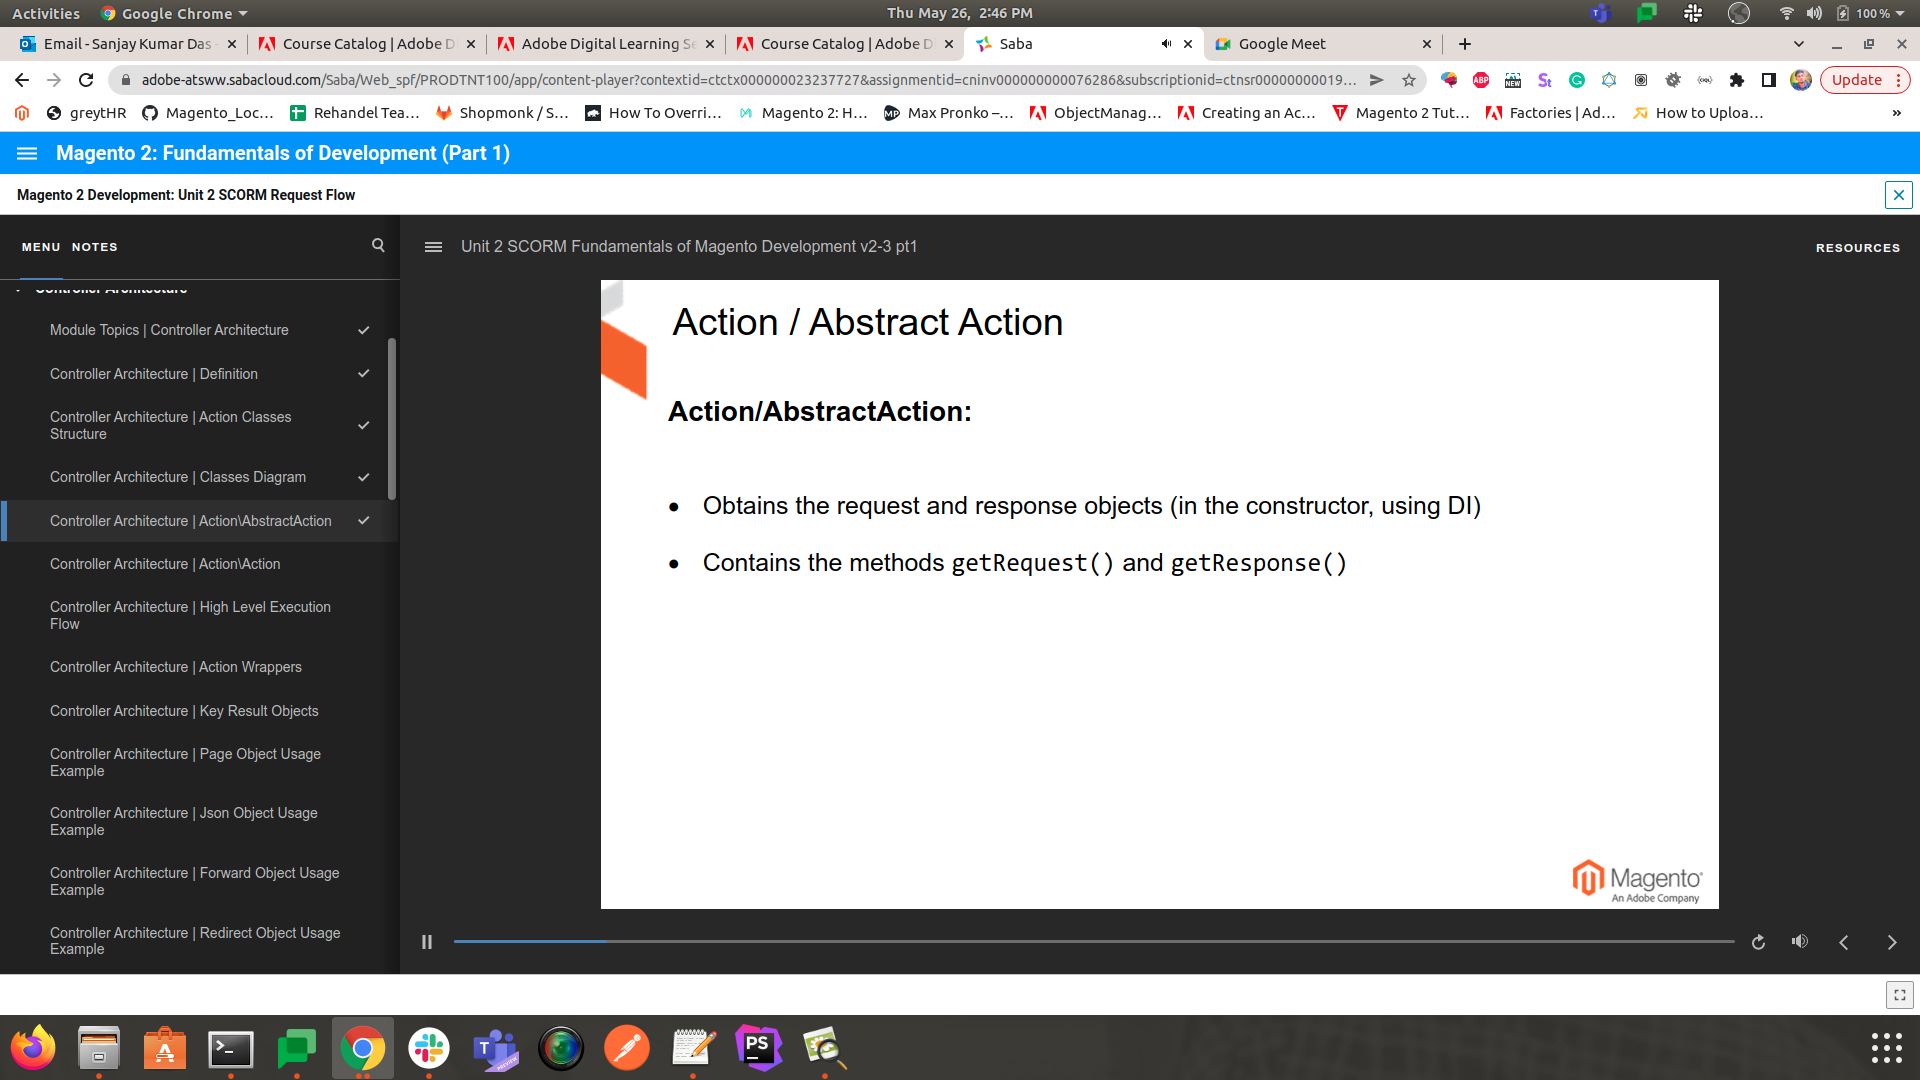 Activities
Google Chrome
Thu May 26, 2:46 PM
100 %
Email - Sanjay Kumar Das
Course Catalog | Adobe D
Adobe Digital Learning Se
Course Catalog | Adobe D
Saba
Google Meet
adobe-atsww.sabacloud.com/Saba/Web_spf/PRODTNT100/app/content-player?contextid=ctctx000000023237727&assignmentid=cninv000000000076286&subscriptionid=ctnsr00000000019...
ABP
NEW
Update
greytHR
Magento_Loc...
Rehandel Tea...
Shopmonk / S...
How To Overri...
Magento 2: H...
Max Pronko –...
ObjectManag...
Creating an Ac...
Magento 2 Tut...
Factories | Ad...
How to Uploa...
»
Magento 2: Fundamentals of Development (Part 1)
Magento 2 Development: Unit 2 SCORM Request Flow
MENU NOTES
Unit 2 SCORM Fundamentals of Magento Development v2-3 pt1
RESOURCES
Controller Architecture
Module Topics | Controller Architecture
Controller Architecture | Definition
Controller Architecture | Action Classes
Structure
Controller Architecture | Classes Diagram
Controller Architecture | Action\AbstractAction
Controller Architecture | Action\Action
Controller Architecture | High Level Execution
Flow
Controller Architecture | Action Wrappers
Controller Architecture | Key Result Objects
Controller Architecture | Page Object Usage
Example
Controller Architecture | Json Object Usage
Example
Controller Architecture | Forward Object Usage
Example
Controller Architecture | Redirect Object Usage
Example
Action / Abstract Action
Action/AbstractAction:
• Obtains the request and response objects (in the constructor, using DI)
• Contains the methods getRequest() and getResponse()
Magento
An Adobe Company
PS